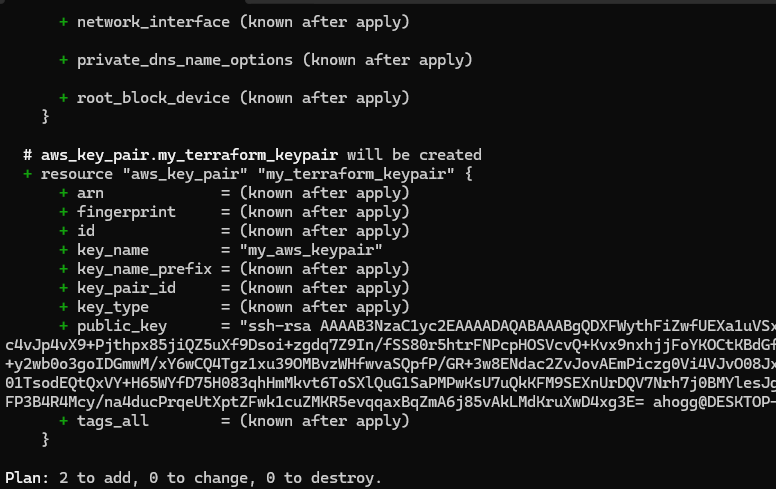 + network_interface (known after apply)
+ private_dns_name_options (known after apply)
+ root_block_device (known after apply)
}
# aws_key_pair.my_terraform_keypair will be created
+ resource "aws_key_pair" "my_terraform_keypair" {
+ arn = (known after apply)
+ fingerprint = (known after apply)
+ id = (known after apply)
+ key_name = "my_aws_keypair"
+ key_name_prefix = (known after apply)
+ key_pair_id = (known after apply)
+ key_type = (known after apply)
+ public_key = "ssh-rsa AAAAB3NzaC1yc2EAAAADAQABAAABgQDXFWythFiZwfUEXa1uVSx
c4vJp4vX9+Pjthpx85jiQZ5uXf9Dsoi+zgdq7Z9In/fSS80r5htrFNPcpHOSVcvQ+Kvx9nxhjjFoYKOCtKBdGf
+y2wb0o3goIDGmwM/xY6wCQ4Tgz1xu39OMBvzWHfwvaSQpfP/GR+3w8ENdac2ZvJovAEmPiczg0Vi4VJvO08Jx
01TsodEQtQxVY+H65WYfD75H083qhHmMkvt6ToSXlQuG1SaPMPwKsU7uQkKFM9SEXnUrDQV7Nrh7j0BMYlesJg
FP3B4R4Mcy/na4ducPrqeUtXptZFwk1cuZMKR5evqqaxBqZmA6j85vAkLMdKruXwD4xg3E= ahogg@DESKTOP-
+ tags_all = (known after apply)
}
Plan: 2 to add, 0 to change, 0 to destroy.